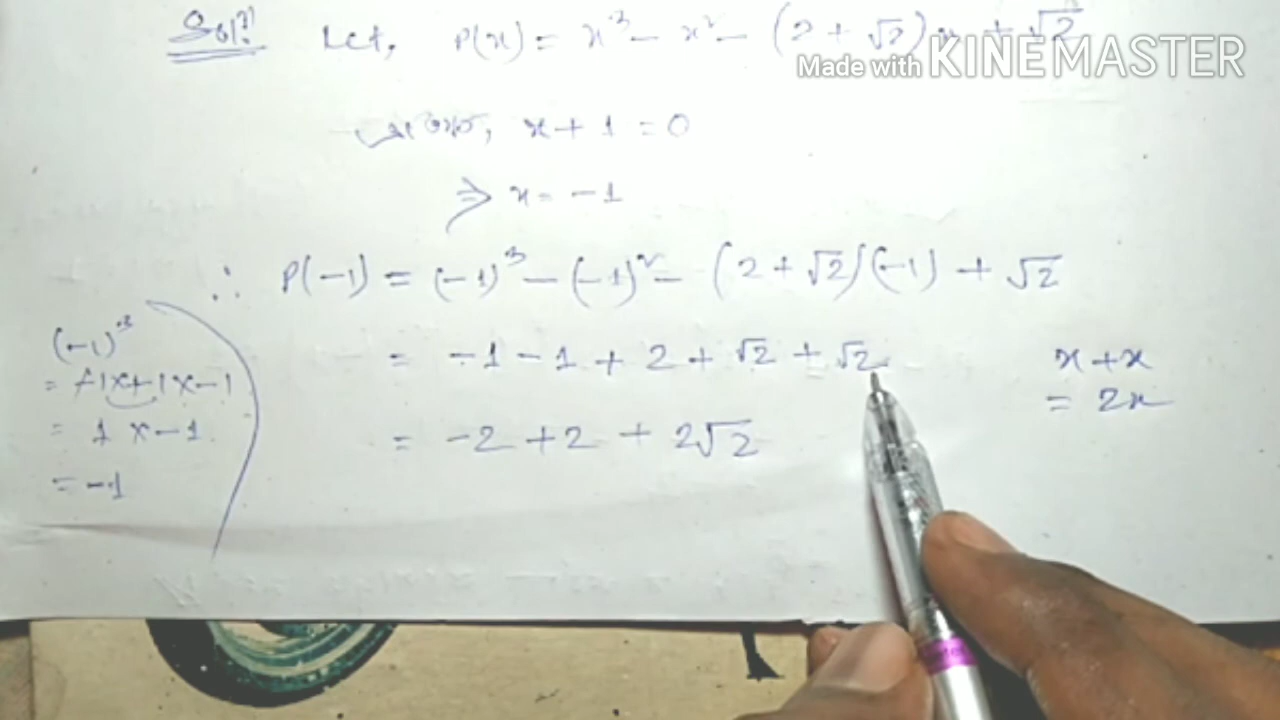 Sol?: Let, P(x) = x³ - x² - (2 + √2)x + √2
Made with KINEMASTER
x + 1 = 0
⇒ x = -1
∴ P(-1) = (-1)³ - (-1)² - (2 + √2)(-1) + √2
= -1 - 1 + 2 + √2 + √2
= -2 + 2 + 2√2
(-1)³
= -1 × -1 × -1
= 1 × -1
= -1
x + x
= 2x